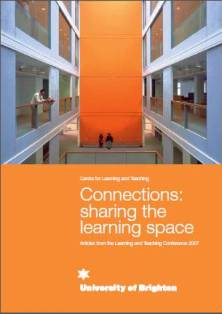 Centre for Learning and Teaching
Connections:
sharing the
learning space
Articles from the Learning and Teaching Conference 2007
University of Brighton